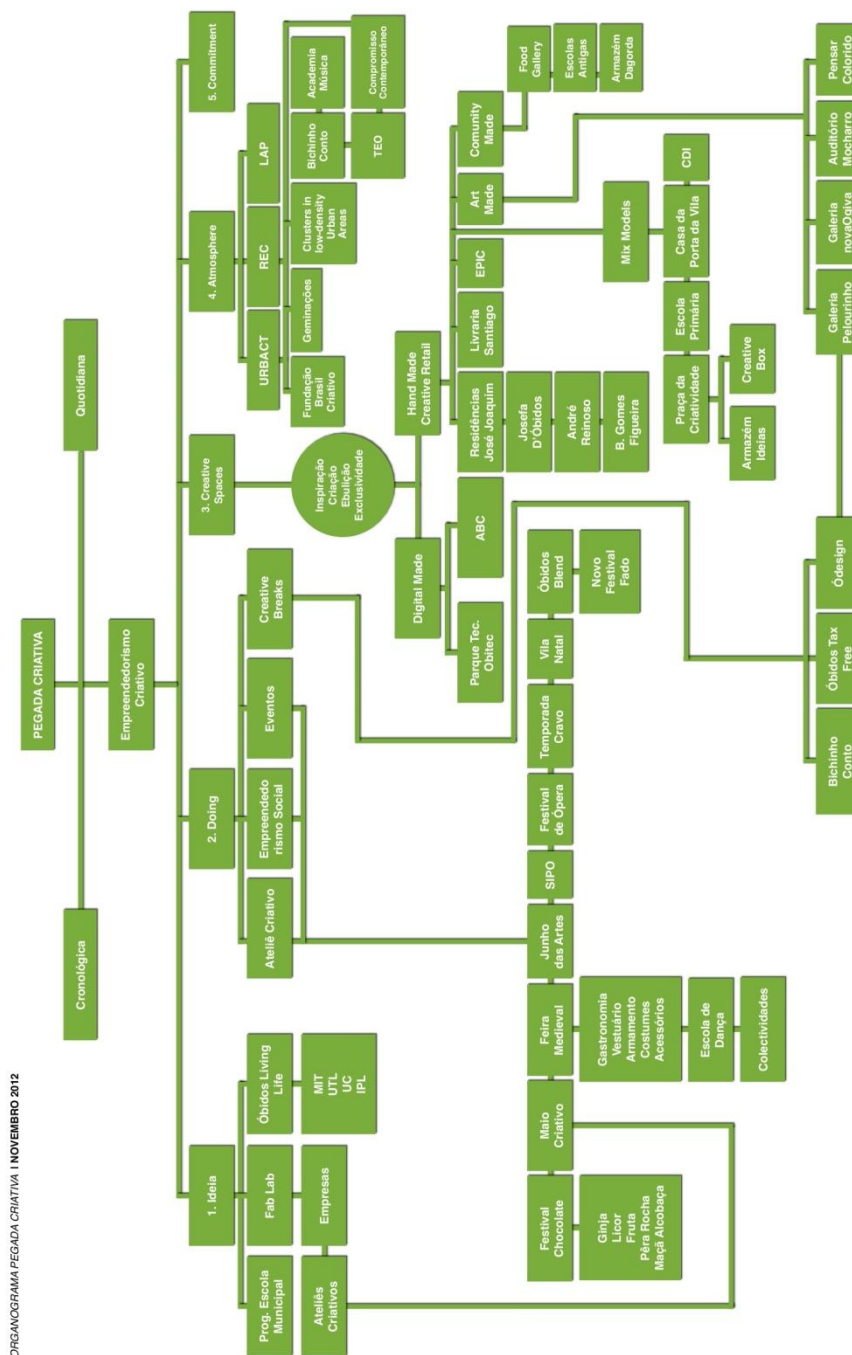 ORGANOGRAMA PEGADA CRIATIVA I NOVEMBRO 2012
PEGADA CRIATIVA
Cronológica
Quotidiana
Empreendedorismo
Criativo
1. Ideia
2. Doing
3. Creative
Spaces
4. Atmosphere
5. Commitment
Prog. Escola
Municipal
Fab Lab
Óbidos Living
Life
Ateliês
Criativos
Empresas
MIT
UTL
UC
IPL
Ateliê Criativo
Empreendedo
rismo Social
Eventos
Creative
Breaks
Inspiração
Criação
Ebulição
Exclusividade
URBACT
REC
LAP
Fundação
Brasil
Criativo
Geminações
Clusters in
low-density
Urban
Areas
Bichinho
Conto
Academia
Música
TEO
Compromisso
Contemporâneo
Digital Made
Hand Made
Creative Retail
Parque Tec.
Obitec
ABC
Residências
José Joaquim
Livraria
Santiago
EPIC
Art
Made
Comunity
Made
Josefa
D'Óbidos
André
Reinoso
B. Gomes
Figueira
Food
Gallery
Escolas
Antigas
Armazém
Dagorda
Mix Models
Praça da
Criatividade
Escola
Primária
Casa da
Porta da Vila
CDI
Armazém
Ideias
Creative
Box
Festival
Chocolate
Maio
Criativo
Feira
Medieval
Junho
das Artes
SIPO
Festival
de Ópera
Temporada
Cravo
Vila
Natal
Óbidos
Blend
Ginja
Licor
Fruta
Pêra Rocha
Maçã Alcobaça
Gastronomia
Vestuário
Armamento
Costumes
Acessórios
Escola de
Dança
Colectividades
Novo
Festival
Fado
Bichinho
Conto
Óbidos Tax
Free
Ódesign
Galeria
Pelourinho
Galeria
novaOgiva
Auditório
Mocharro
Pensar
Colorido